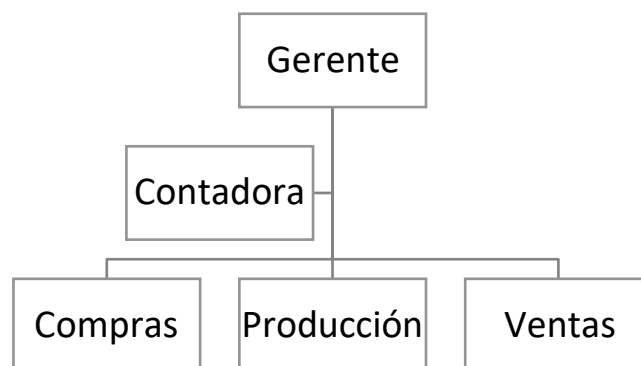 Gerente
Contadora
Compras
Producción
Ventas